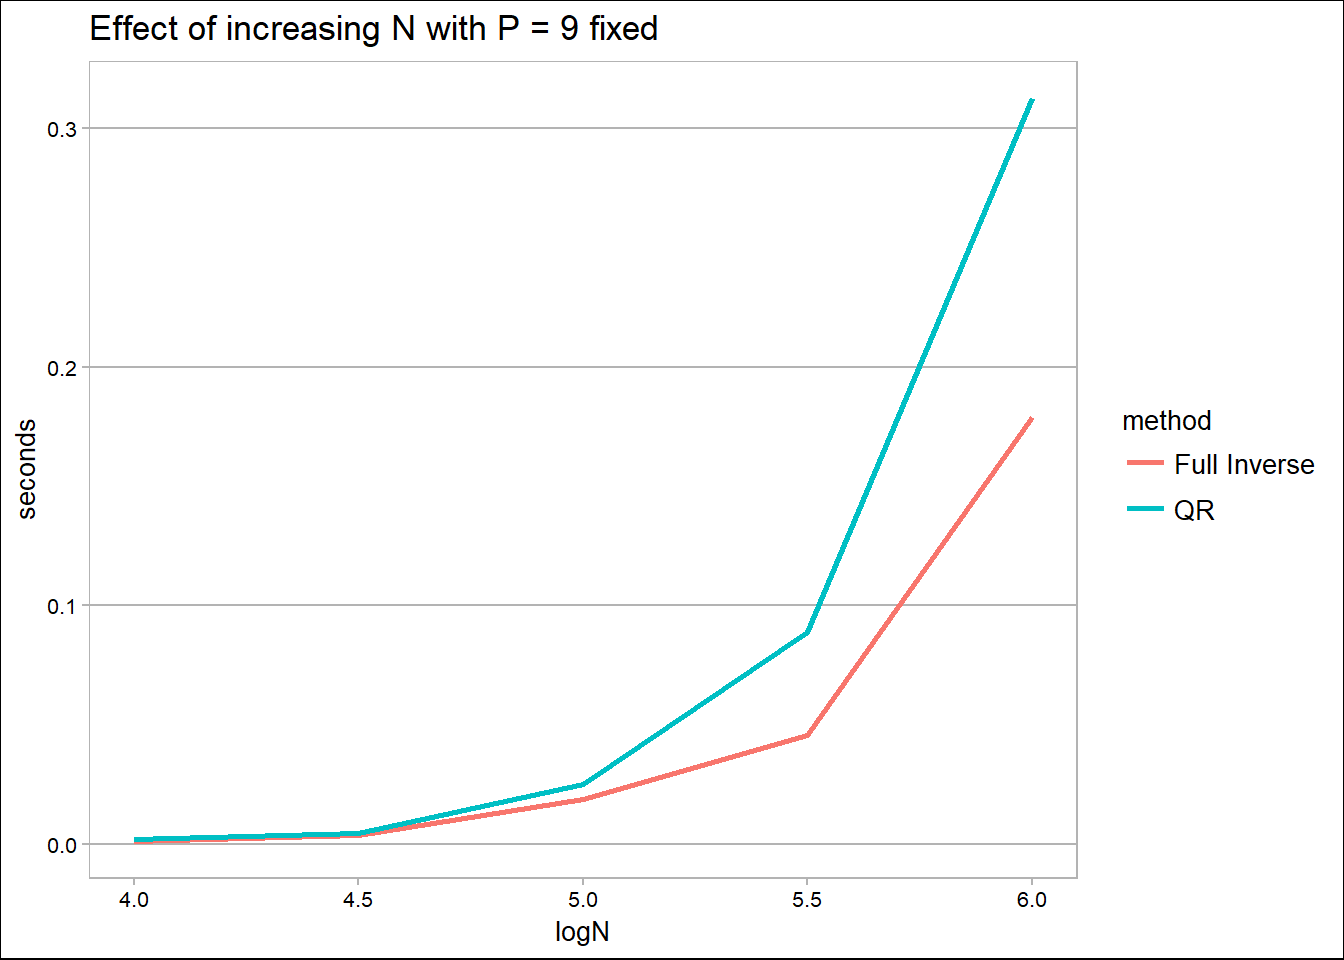 Effect of increasing N with P = 9 fixed
0.3
0.2
0.1
0.0
seconds
4.0 4.5 5.0 5.5 6.0
logN
method
Full Inverse
QR